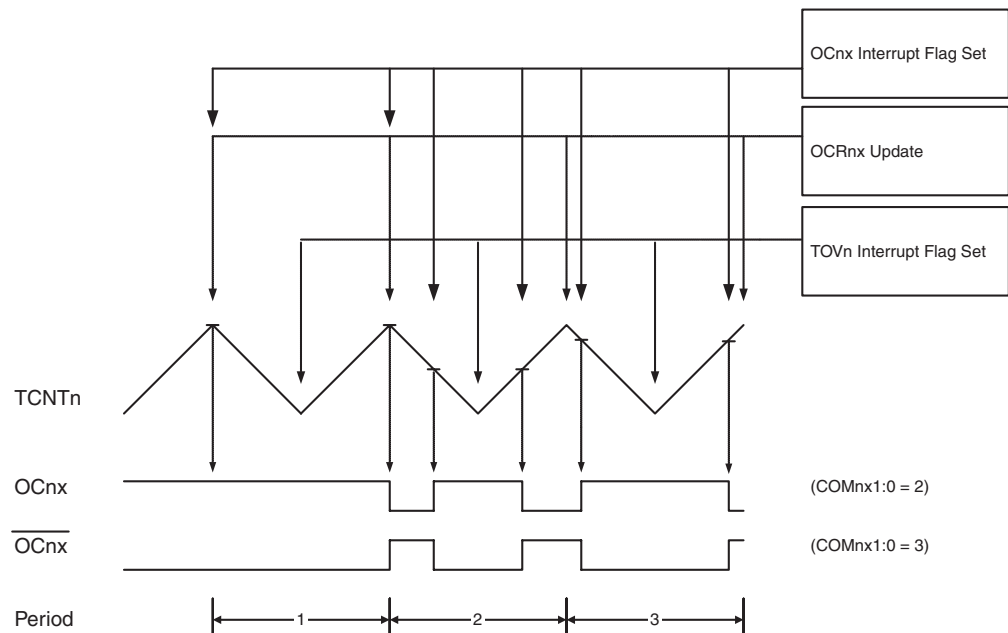 OCnx Interrupt Flag Set
OCRnx Update
TOVn Interrupt Flag Set
TCNTn
OCnx
(COMnx1:0 = 2)
OCnx
(COMnx1:0 = 3)
Period
1
2
3